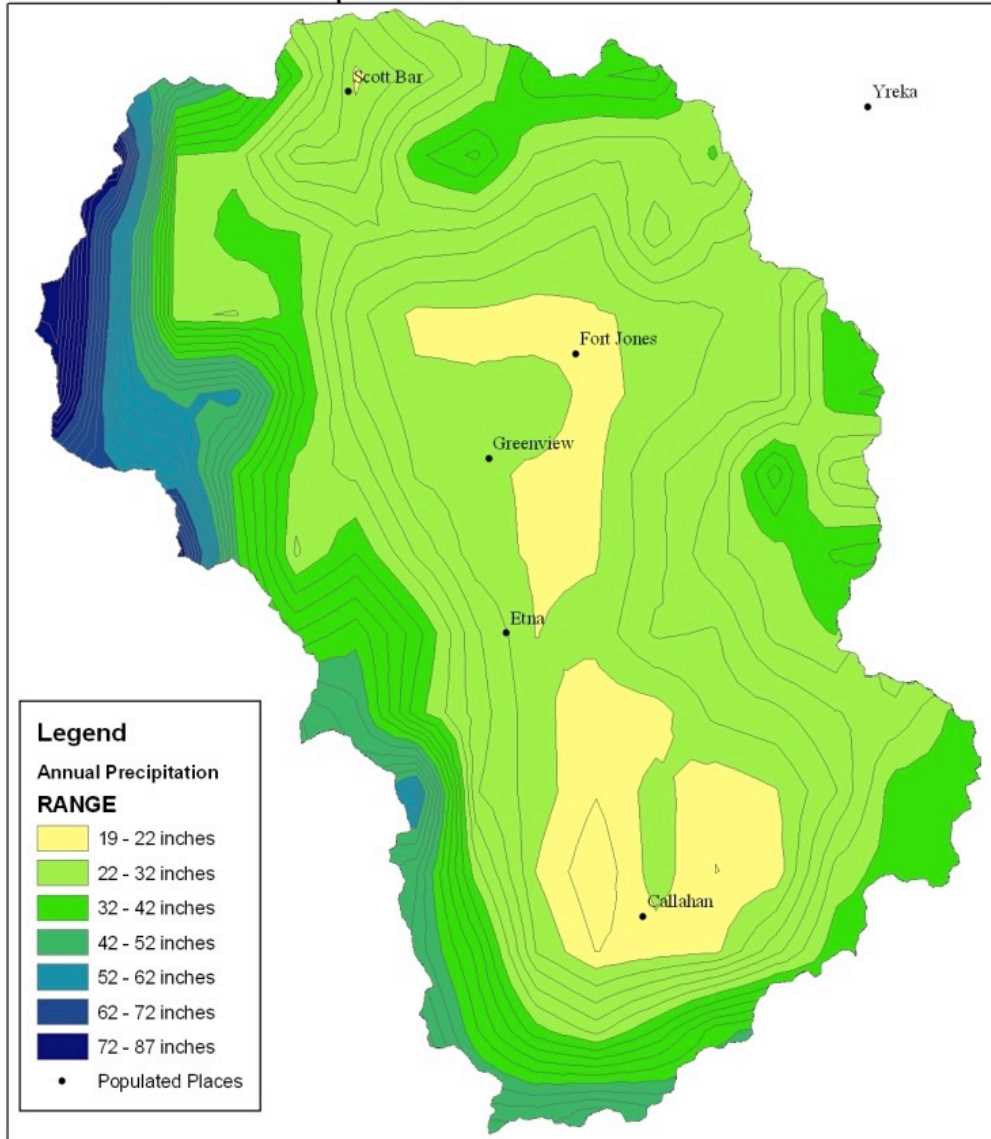 Scott Bar
Yreka
Fort Jones
Greenview
Etna
Callahan
Legend
Annual Precipitation
RANGE
19 - 22 inches
22 - 32 inches
32 - 42 inches
42 - 52 inches
52 - 62 inches
62 - 72 inches
72 - 87 inches
Populated Places